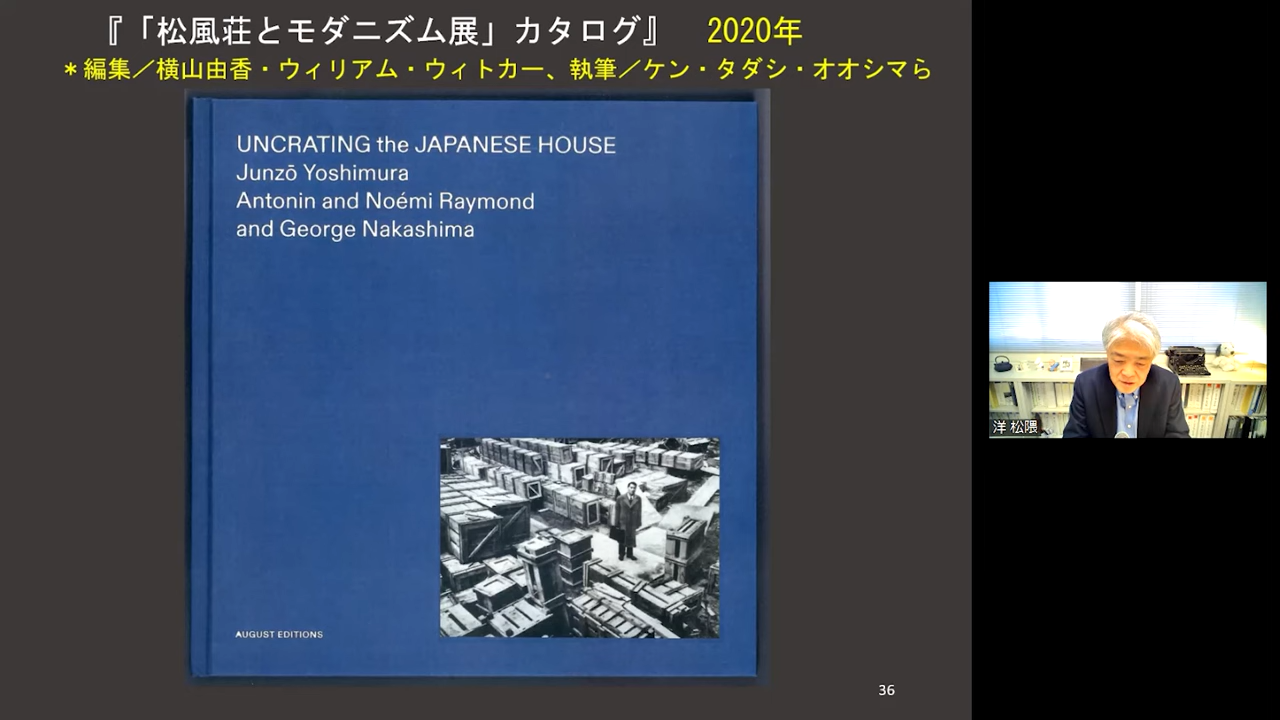 『「松風荘とモダニズム展」カタログ』　2020年
＊編集／横山由香・ウィリアム・ウィトカー、執筆／ケン・タダシ・オオシマら
UNCRATING the JAPANESE HOUSE
Junzō Yoshimura
Antonin and Noémi Raymond
and George Nakashima
AUGUST EDITIONS
36
洋 松隈